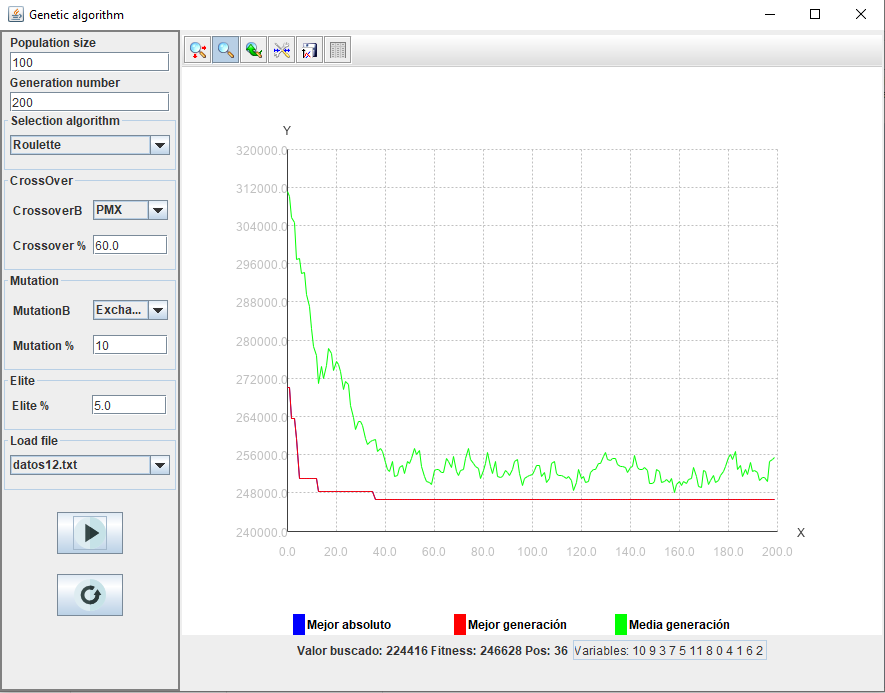 Genetic algorithm
Population size
100
Generation number
200
Selection algorithm
Roulette
CrossOver
CrossoverB PMX
Crossover % 60.0
Mutation
MutationB Excha...
Mutation % 10
Elite
Elite % 5.0
Load file
datos12.txt
Y
320000.0
312000.0
304000.0
296000.0
288000.0
280000.0
272000.0
264000.0
256000.0
248000.0
240000.0
X
0.0 20.0 40.0 60.0 80.0 100.0 120.0 140.0 160.0 180.0 200.0
Mejor absoluto Mejor generación Media generación
Valor buscado: 224416 Fitness: 246628 Pos: 36 Variables: 10 9 3 7 5 11 8 0 4 1 6 2